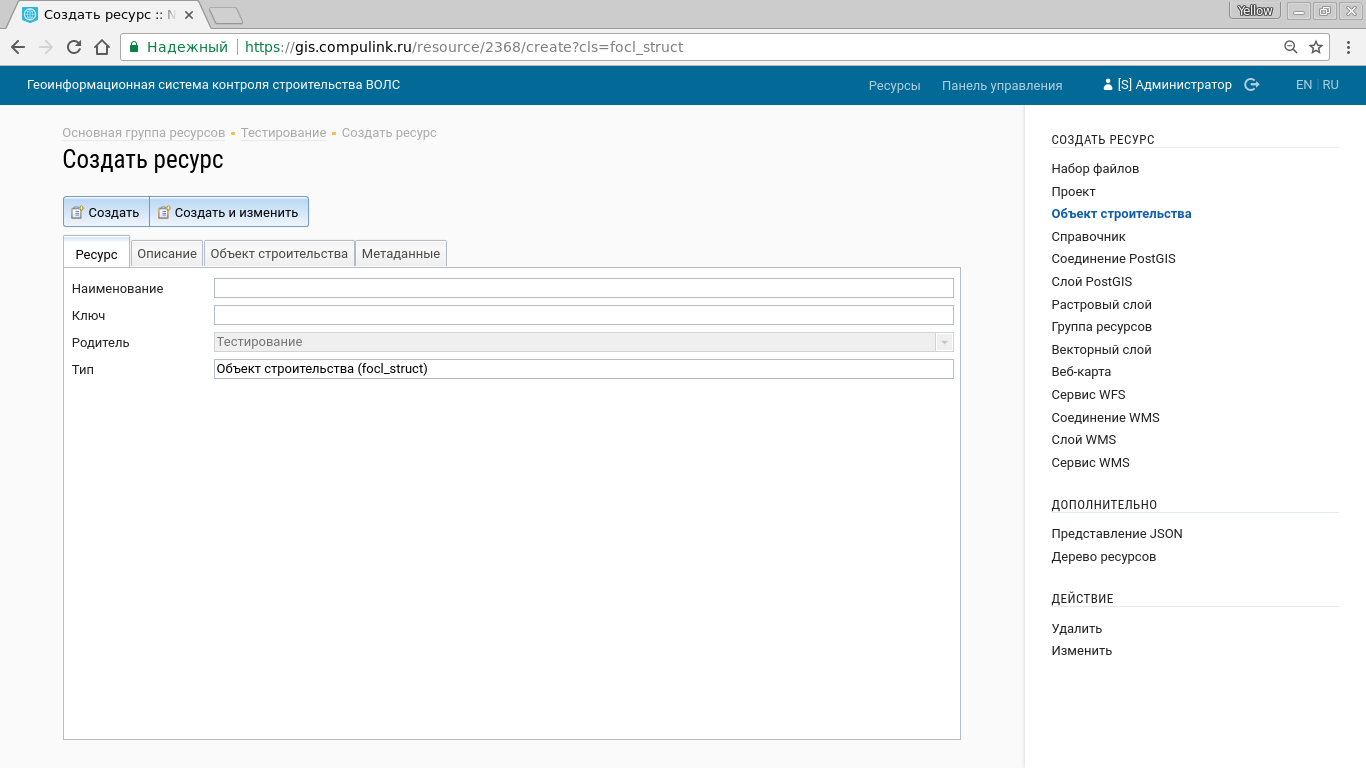 Создать ресурс :: N
Yellow
Надежный https://gis.compulink.ru/resource/2368/create?cls=focl_struct
Геоинформационная система контроля строительства ВОЛС
Ресурсы
Панель управления
[S] Администратор
EN RU
Основная группа ресурсов • Тестирование • Создать ресурс
Создать ресурс
Создать
Создать и изменить
Ресурс
Описание
Объект строительства
Метаданные
Наименование
Ключ
Родитель Тестирование
Тип Объект строительства (focl_struct)
СОЗДАТЬ РЕСУРС
Набор файлов
Проект
Объект строительства
Справочник
Соединение PostGIS
Слой PostGIS
Растровый слой
Группа ресурсов
Векторный слой
Веб-карта
Сервис WFS
Соединение WMS
Слой WMS
Сервис WMS
ДОПОЛНИТЕЛЬНО
Представление JSON
Дерево ресурсов
ДЕЙСТВИЕ
Удалить
Изменить